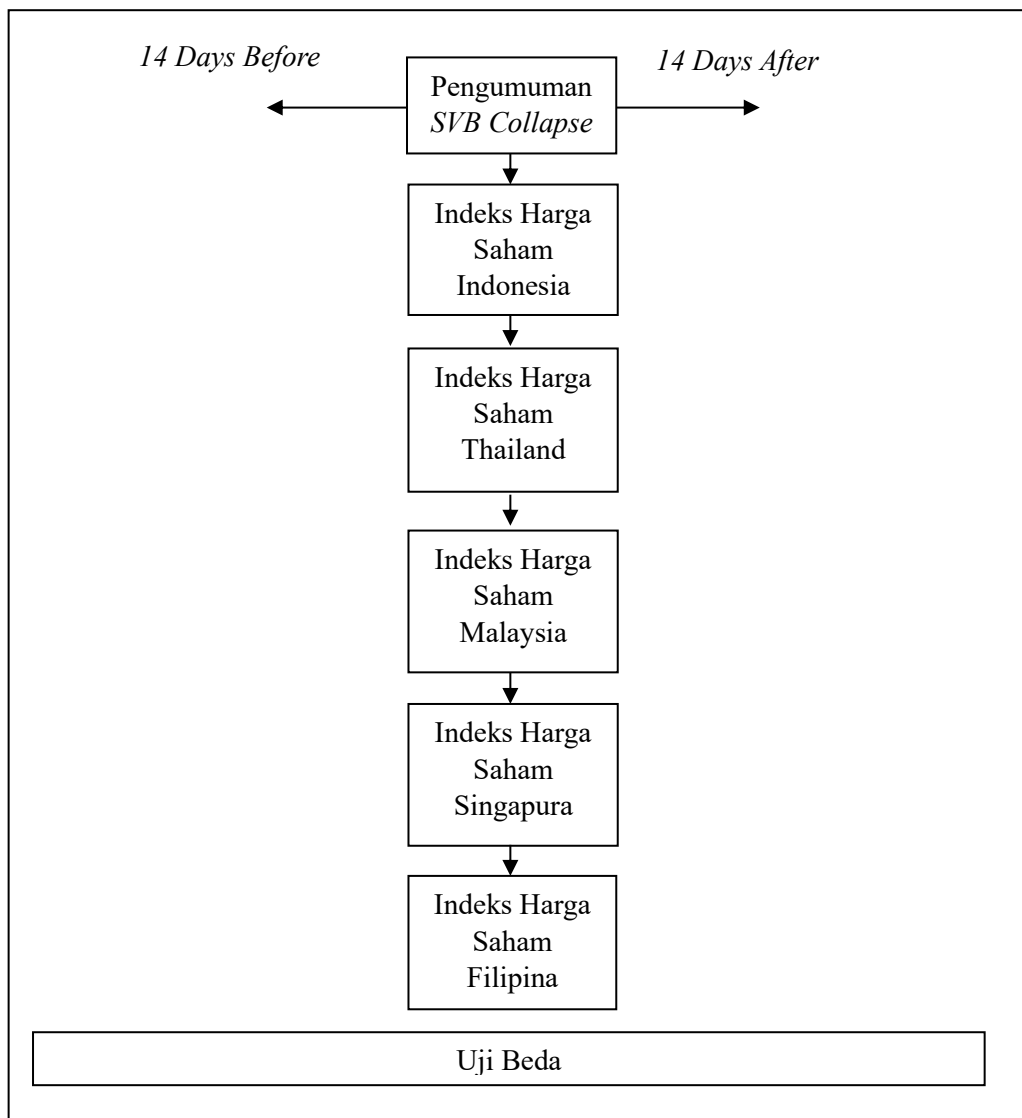 14 Days Before
14 Days After
Pengumuman
SVB Collapse
Indeks Harga
Saham
Indonesia
Indeks Harga
Saham
Thailand
Indeks Harga
Saham
Malaysia
Indeks Harga
Saham
Singapura
Indeks Harga
Saham
Filipina
Uji Beda